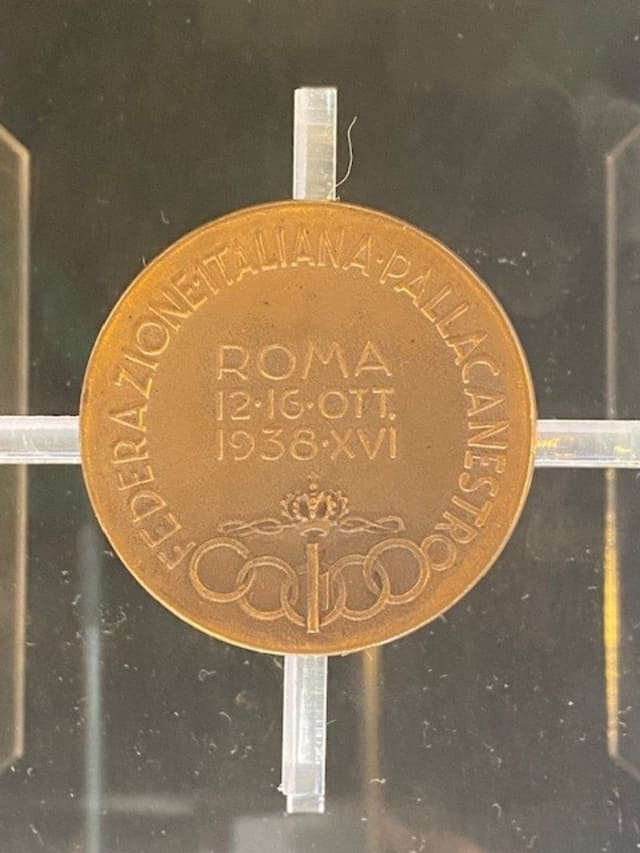 FEDERAZIONE·ITALIANA·PALLACANESTRO
ROMA
12·16·OTT.
1938·XVI